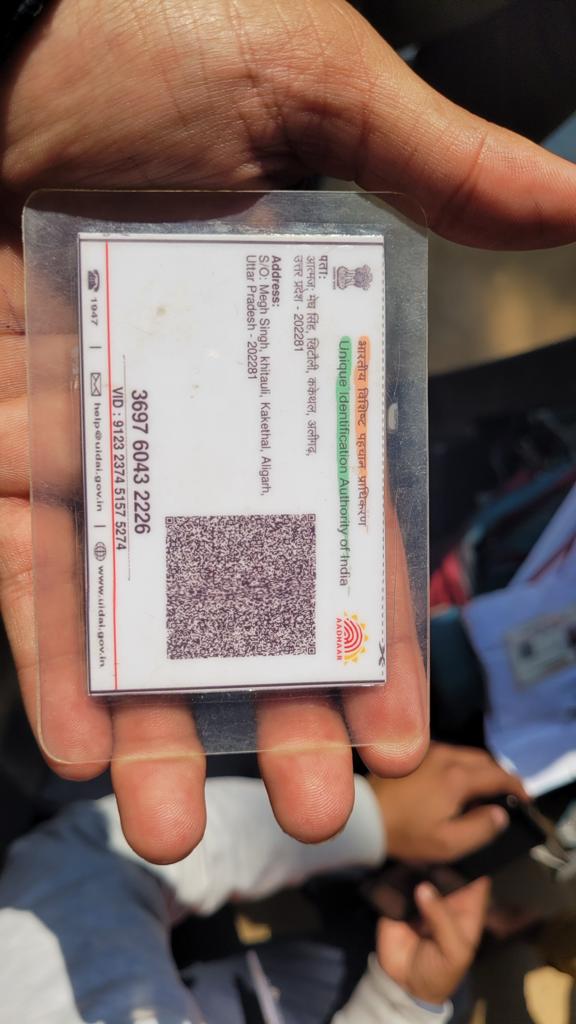 भारतीय विशिष्ट पहचान प्राधिकरण
Unique Identification Authority of India
AADHAAR
पता:
आत्मज: मेघ सिंह, खिटौली, ककेथल, अलीगढ़,
उत्तर प्रदेश - 202281
Address:
S/O: Megh Singh, khitauli, Kakethal, Aligarh,
Uttar Pradesh - 202281
3697 6043 2226
VID : 9123 2374 5157 5274
1947 | help@uidai.gov.in | www.uidai.gov.in